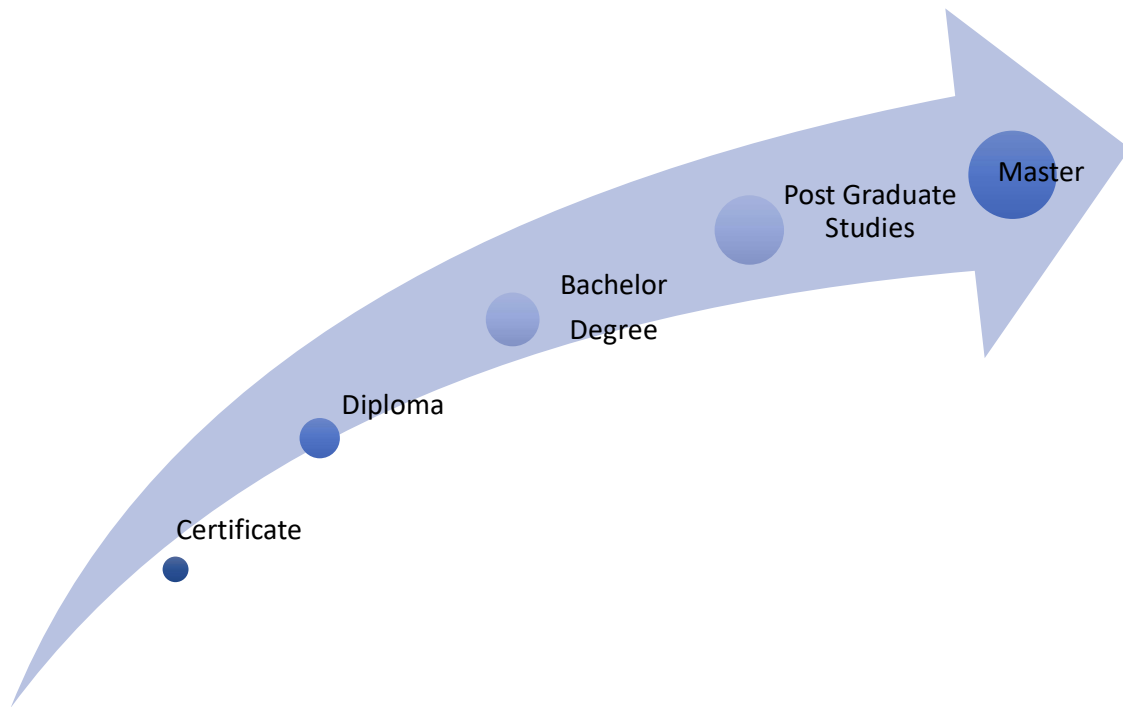 Master
Post Graduate
Studies
Bachelor
Degree
Diploma
Certificate